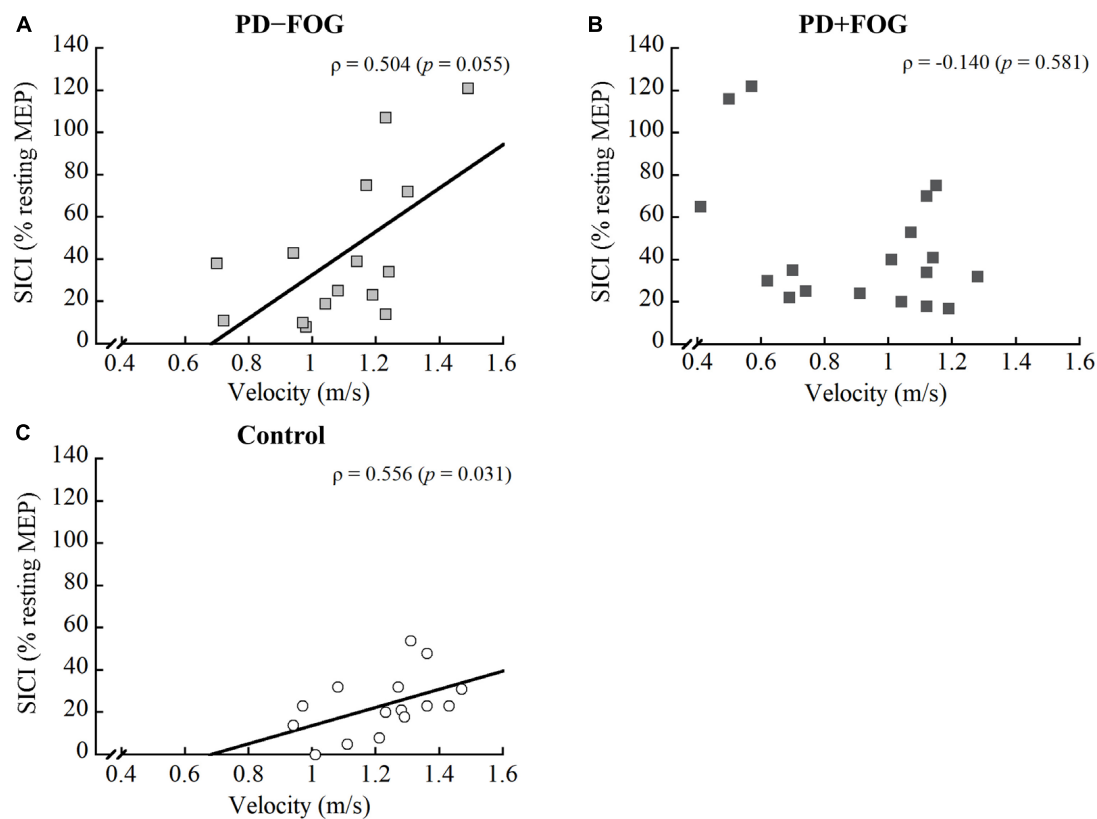 A
PD−FOG
ρ = 0.504 (p = 0.055)
SICI (% resting MEP)
140
120
100
80
60
40
20
0
0.4 0.6 0.8 1 1.2 1.4 1.6
Velocity (m/s)
B
PD+FOG
ρ = -0.140 (p = 0.581)
SICI (% resting MEP)
140
120
100
80
60
40
20
0
0.4 0.6 0.8 1 1.2 1.4 1.6
Velocity (m/s)
C
Control
ρ = 0.556 (p = 0.031)
SICI (% resting MEP)
140
120
100
80
60
40
20
0
0.4 0.6 0.8 1 1.2 1.4 1.6
Velocity (m/s)